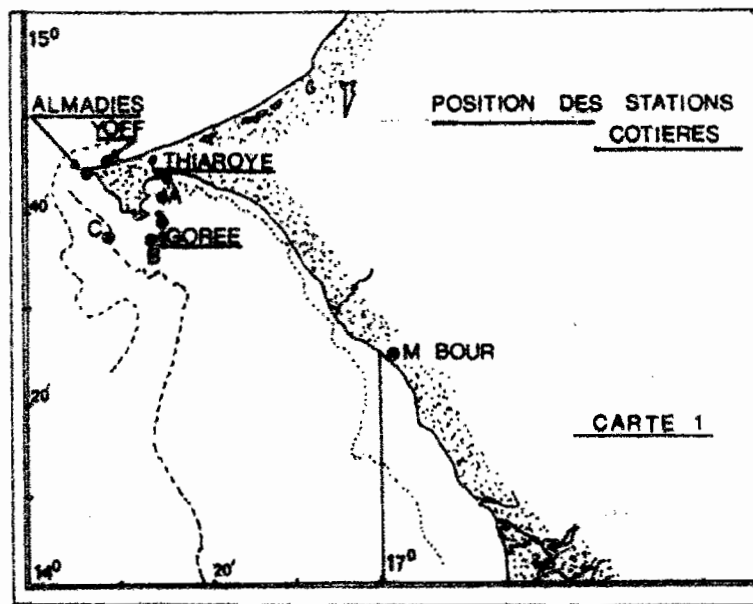 15°
ALMADIES
YOFF
POSITION DES STATIONS
COTIERES
THIAROYE
A
40
C
GOREE
B
M BOUR
20'
CARTE 1
14°
20'
17°